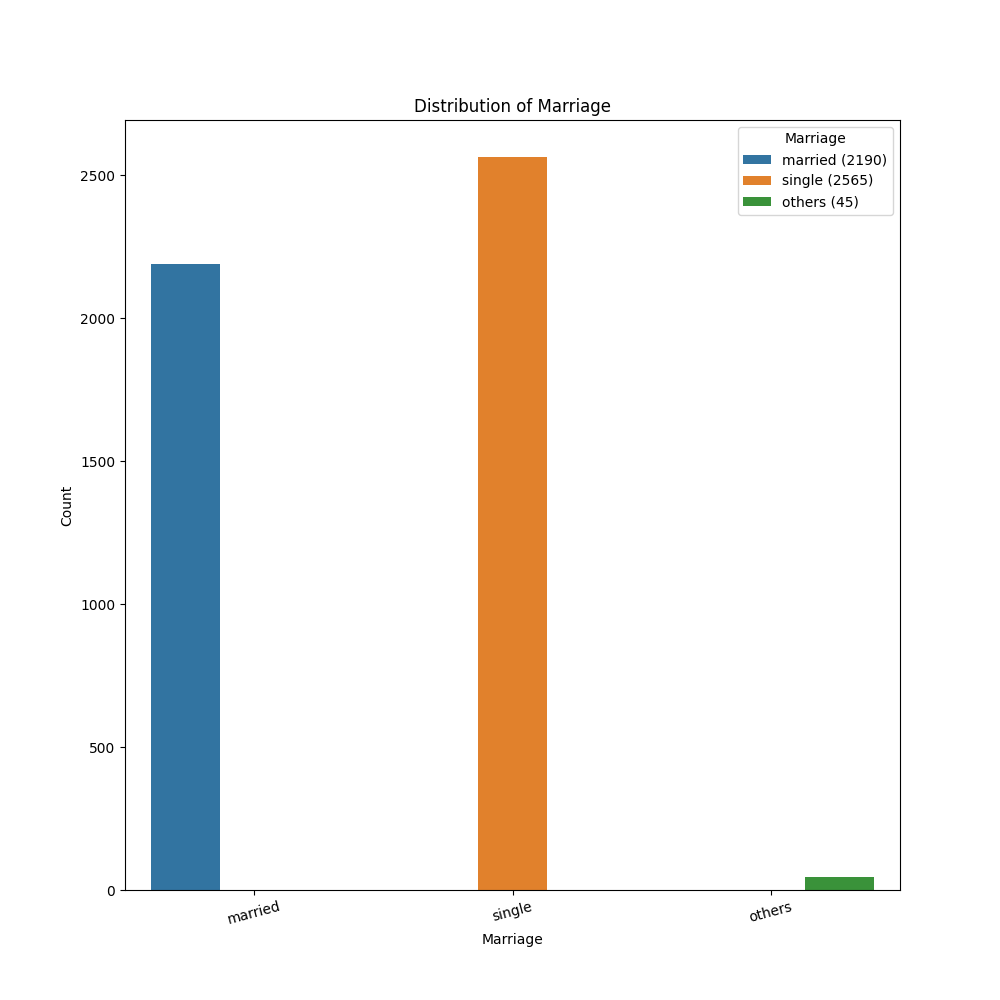 Distribution of Marriage
Marriage
married (2190)
single (2565)
others (45)
2500
2000
1500
1000
500
0
Count
married
single
others
Marriage